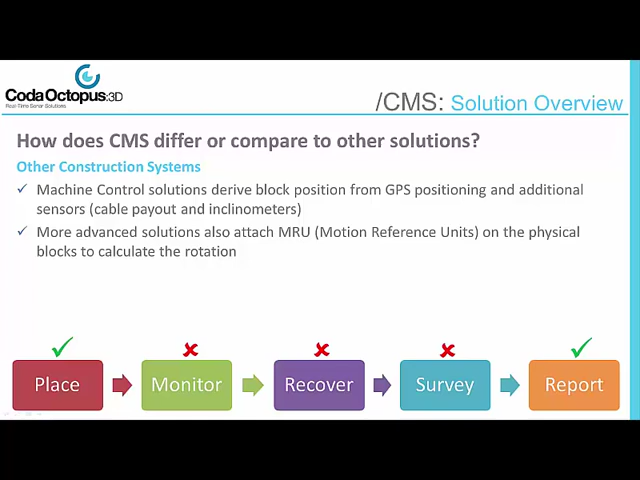 CodaOctopus:3D
Real-Time Sonar Solutions
/CMS: Solution Overview
How does CMS differ or compare to other solutions?
Other Construction Systems
✓ Machine Control solutions derive block position from GPS positioning and additional
sensors (cable payout and inclinometers)
✓ More advanced solutions also attach MRU (Motion Reference Units) on the physical
blocks to calculate the rotation
Place
Monitor
Recover
Survey
Report